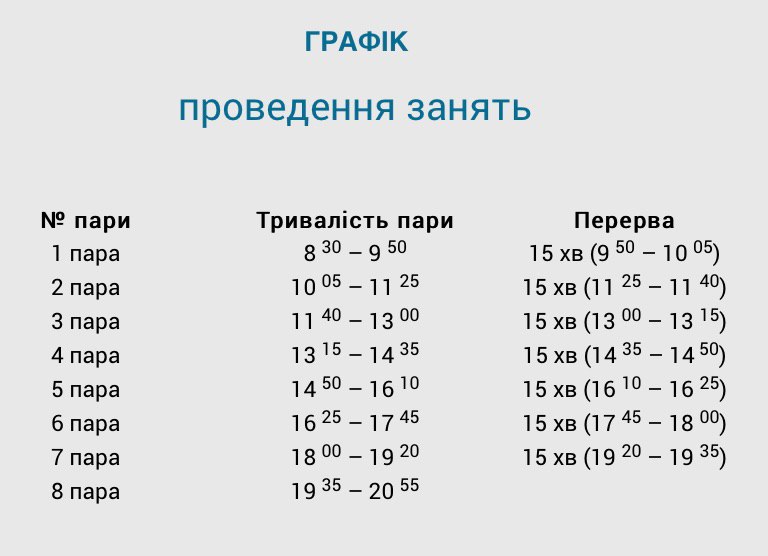 ГРАФІК
проведення занять
№ пари Тривалість пари Перерва
1 пара 8 30 – 9 50 15 хв (9 50 – 10 05)
2 пара 10 05 – 11 25 15 хв (11 25 – 11 40)
3 пара 11 40 – 13 00 15 хв (13 00 – 13 15)
4 пара 13 15 – 14 35 15 хв (14 35 – 14 50)
5 пара 14 50 – 16 10 15 хв (16 10 – 16 25)
6 пара 16 25 – 17 45 15 хв (17 45 – 18 00)
7 пара 18 00 – 19 20 15 хв (19 20 – 19 35)
8 пара 19 35 – 20 55